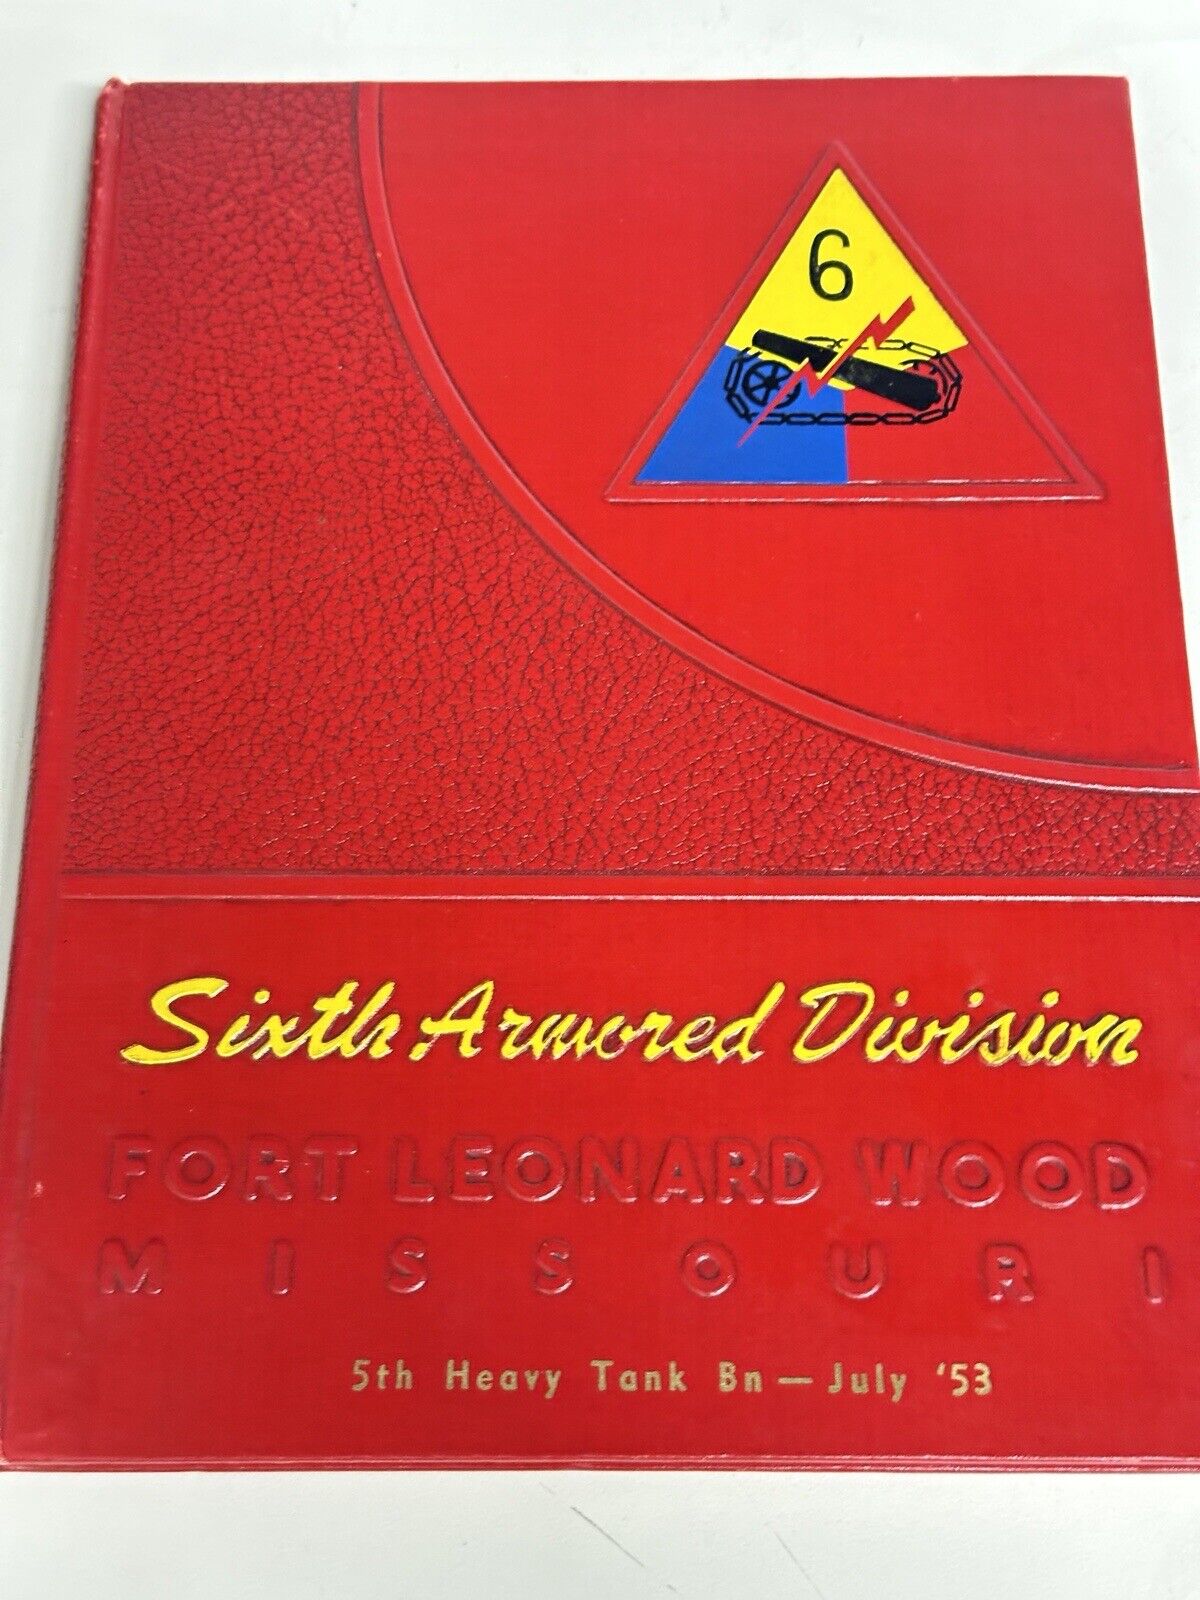 6
Sixth Armored Division
FORT LEONARD WOOD
MISSOURI
5th Heavy Tank Bn — July '53